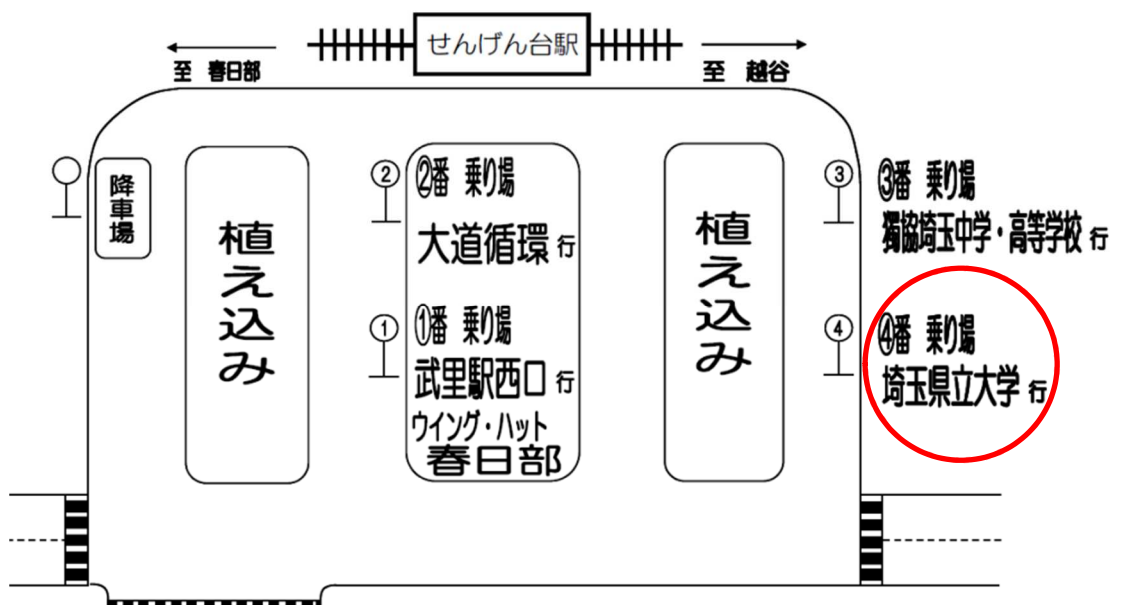 せんげん台駅
至 春日部
至 越谷
降車場
植え込み
②
②番 乗り場
大道循環 行
①
①番 乗り場
武里駅西口 行
ウイング・ハット
春日部
植え込み
③
③番 乗り場
獨協埼玉中学・高等学校 行
④
④番 乗り場
埼玉県立大学 行